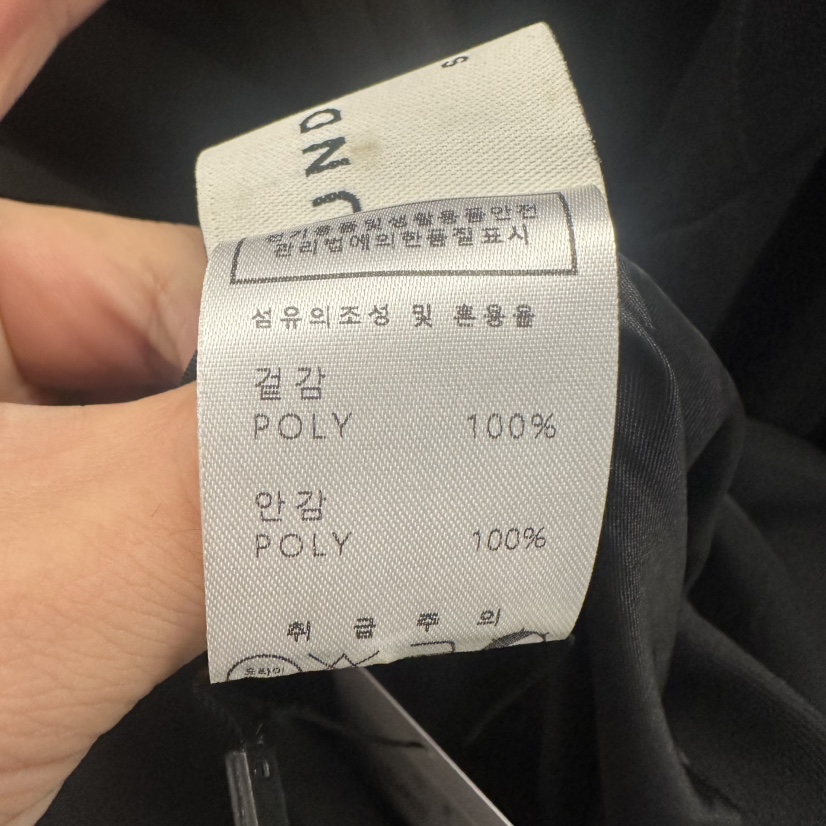 S
UND
전기용품및생활용품안전
관리법에의한품질표시
섬유의조성 및 혼용율
겉감
POLY 100%
안감
POLY 100%
취 급 주 의